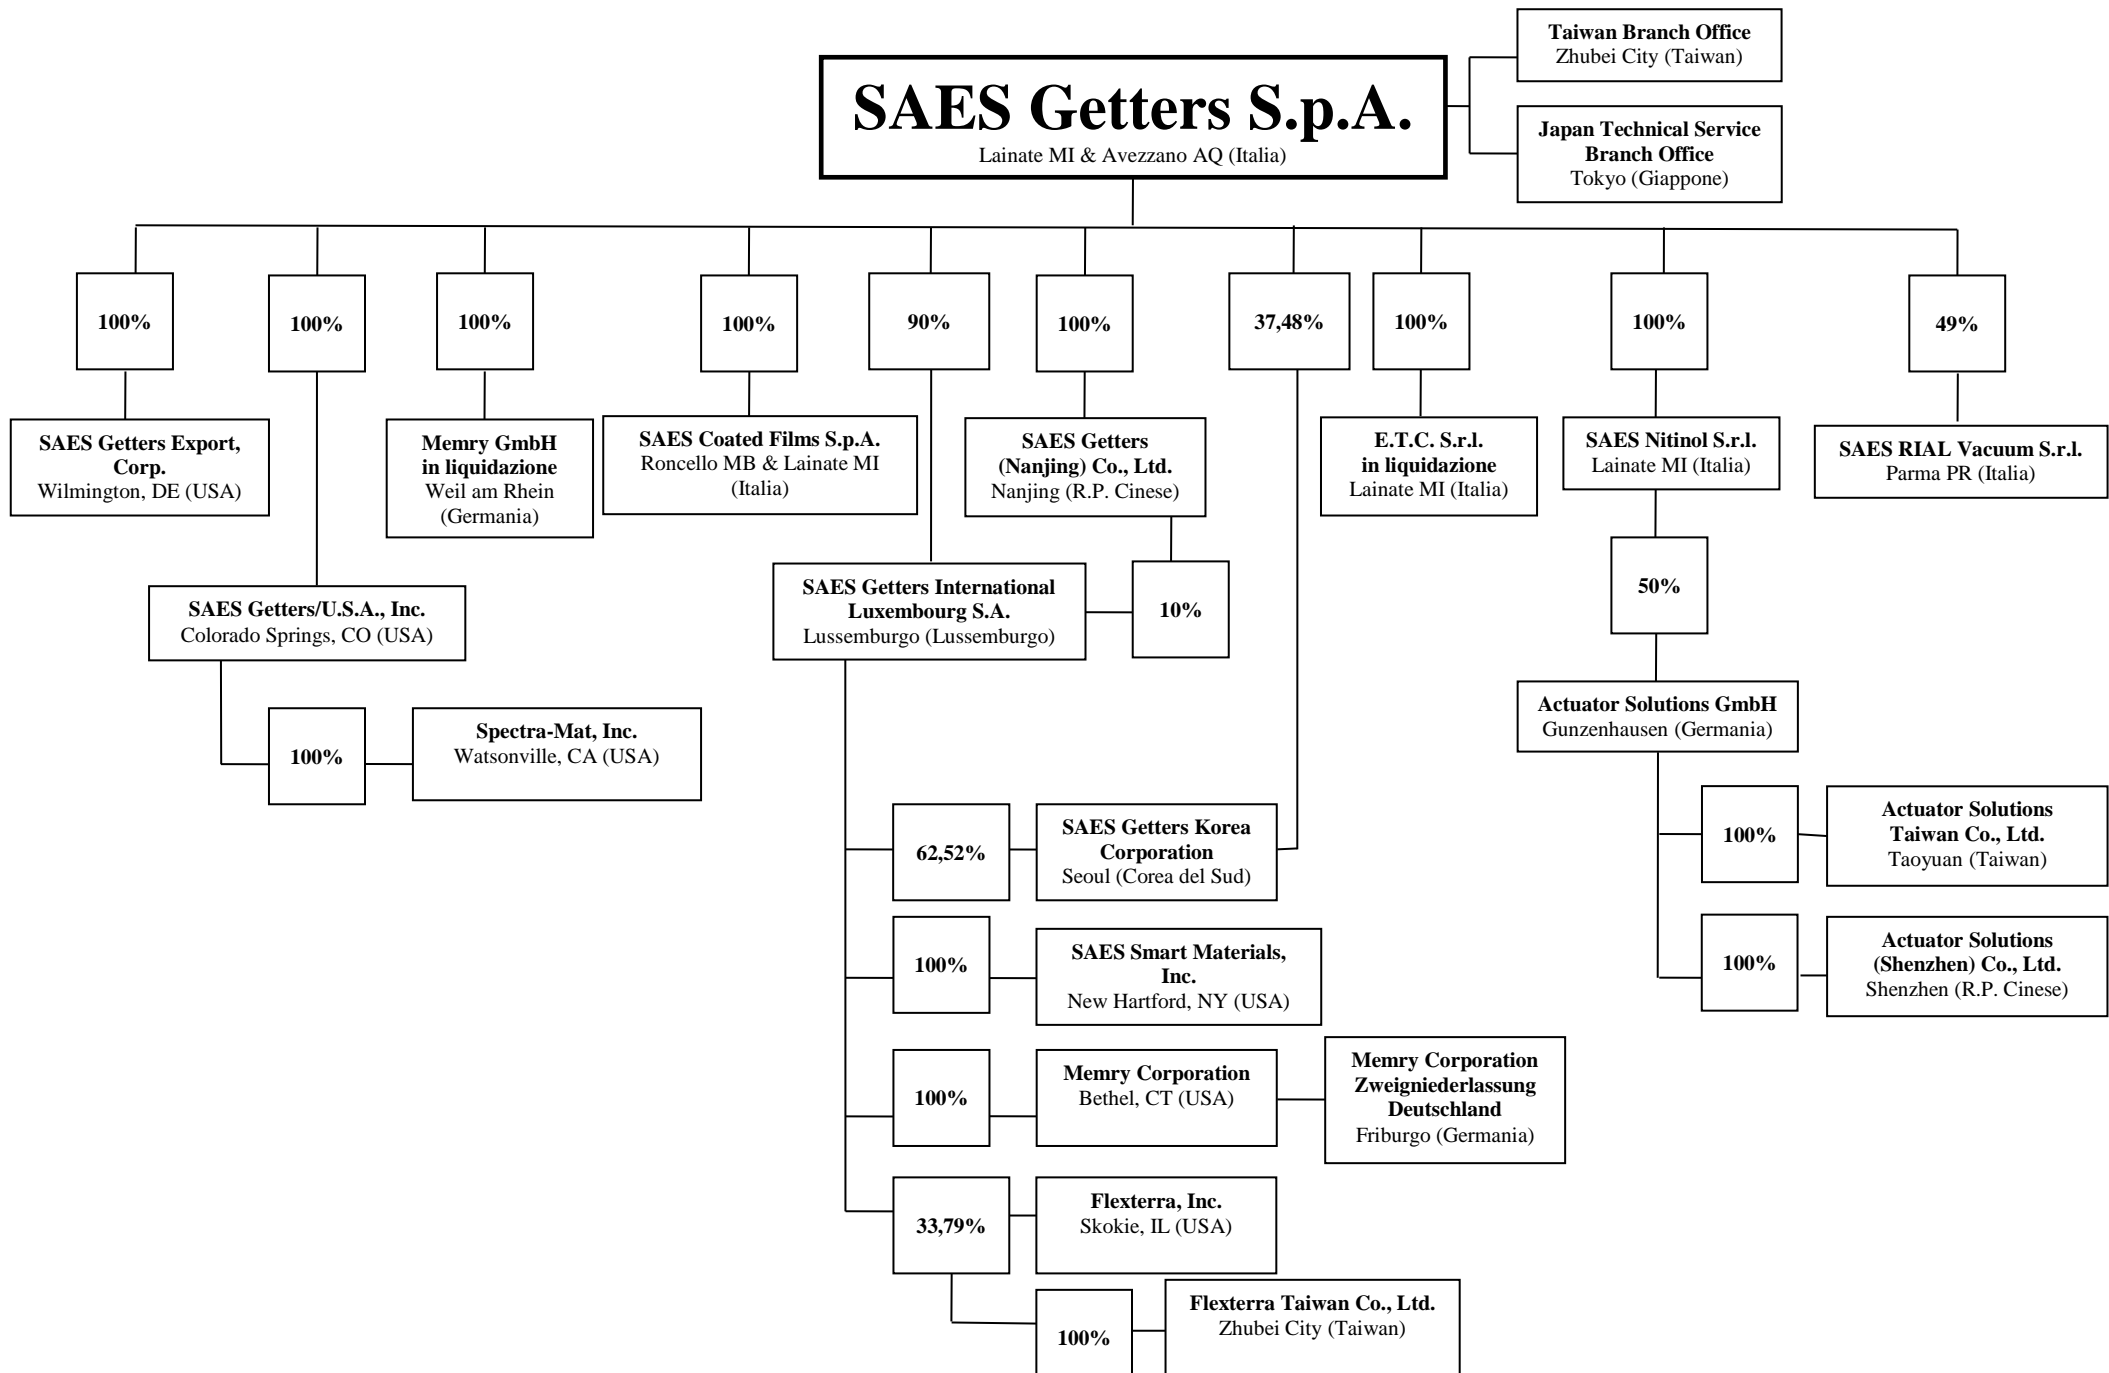 Taiwan Branch Office
Zhubei City (Taiwan)
SAES Getters S.p.A.
Lainate MI & Avezzano AQ (Italia)
Japan Technical Service
Branch Office
Tokyo (Giappone)
100%
100%
100%
100%
90%
100%
37,48%
100%
100%
49%
SAES Getters Export,
Corp.
Wilmington, DE (USA)
Memry GmbH
in liquidazione
Weil am Rhein
(Germania)
SAES Coated Films S.p.A.
Roncello MB & Lainate MI
(Italia)
SAES Getters
(Nanjing) Co., Ltd.
Nanjing (R.P. Cinese)
E.T.C. S.r.l.
in liquidazione
Lainate MI (Italia)
SAES Nitinol S.r.l.
Lainate MI (Italia)
SAES RIAL Vacuum S.r.l.
Parma PR (Italia)
SAES Getters/U.S.A., Inc.
Colorado Springs, CO (USA)
SAES Getters International
Luxembourg S.A.
Lussemburgo (Lussemburgo)
10%
50%
100%
Spectra-Mat, Inc.
Watsonville, CA (USA)
Actuator Solutions GmbH
Gunzenhausen (Germania)
62,52%
SAES Getters Korea
Corporation
Seoul (Corea del Sud)
100%
Actuator Solutions
Taiwan Co., Ltd.
Taoyuan (Taiwan)
100%
SAES Smart Materials,
Inc.
New Hartford, NY (USA)
100%
Actuator Solutions
(Shenzhen) Co., Ltd.
Shenzhen (R.P. Cinese)
100%
Memry Corporation
Bethel, CT (USA)
Memry Corporation
Zweigniederlassung
Deutschland
Friburgo (Germania)
33,79%
Flexterra, Inc.
Skokie, IL (USA)
100%
Flexterra Taiwan Co., Ltd.
Zhubei City (Taiwan)